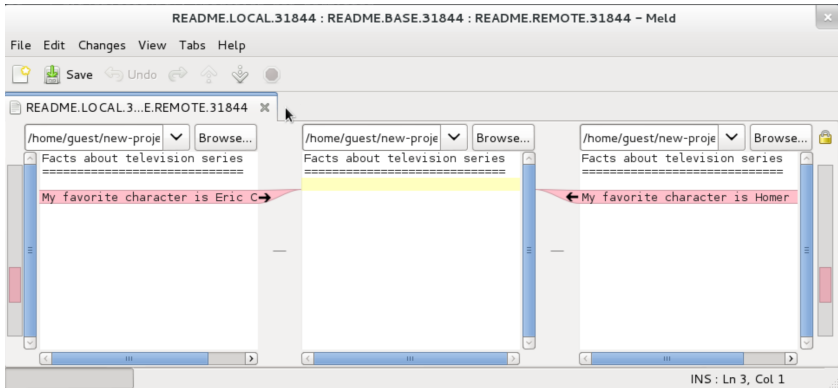 README.LOCAL.31844 : README.BASE.31844 : README.REMOTE.31844 – Meld
File Edit Changes View Tabs Help
Save Undo
README.LOCAL.3...E.REMOTE.31844
/home/guest/new-proje Browse... /home/guest/new-proje Browse... /home/guest/new-proje Browse...
Facts about television series Facts about television series Facts about television series
============================ ============================ ============================
My favorite character is Eric C My favorite character is Homer
INS : Ln 3, Col 1